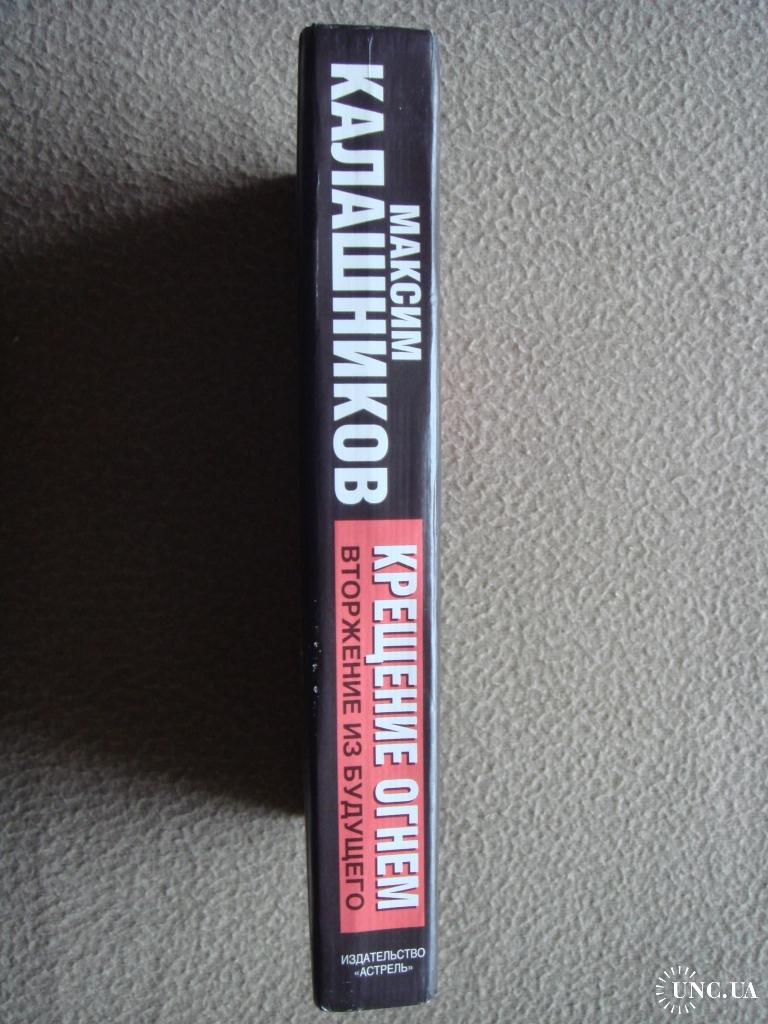 МАКСИМ
КАЛАШНИКОВ
КРЕЩЕНИЕ ОГНЕМ
ВТОРЖЕНИЕ ИЗ БУДУЩЕГО
ИЗДАТЕЛЬСТВО
«АСТРЕЛЬ»
UNC.UA